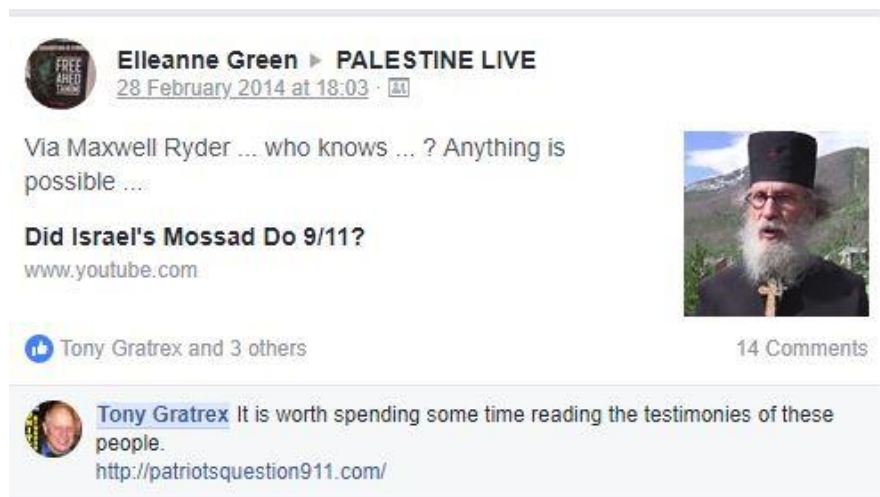 Elleanne Green ▸ PALESTINE LIVE
28 February 2014 at 18:03 ·
Via Maxwell Ryder ... who knows ... ? Anything is
possible ...
Did Israel's Mossad Do 9/11?
www.youtube.com
Tony Gratrex and 3 others
14 Comments
Tony Gratrex It is worth spending some time reading the testimonies of these
people.
http://patriotsquestion911.com/